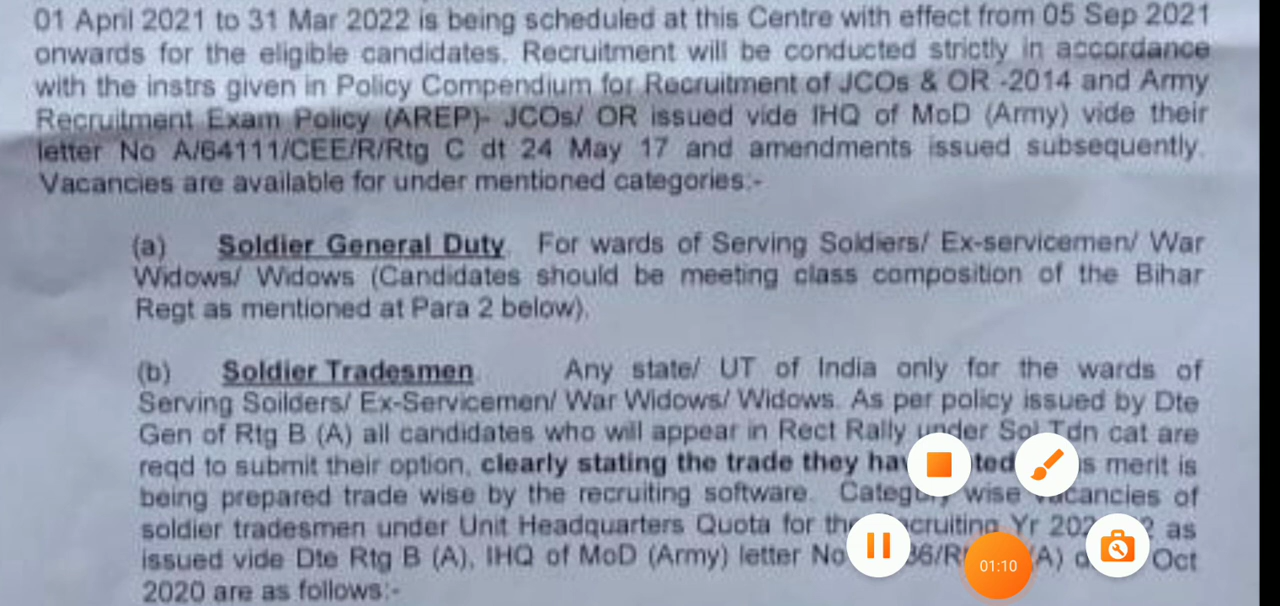 01 April 2021 to 31 Mar 2022 is being scheduled at this Centre with effect from 05 Sep 2021
onwards for the eligible candidates. Recruitment will be conducted strictly in accordance
with the instrs given in Policy Compendium for Recruitment of JCOs & OR -2014 and Army
Recruitment Exam Policy (AREP)- JCOs/ OR issued vide IHQ of MoD (Army) vide their
letter No A/64111/CEE/R/Rtg C dt 24 May 17 and amendments issued subsequently.
Vacancies are available for under mentioned categories:-
(a) Soldier General Duty. For wards of Serving Soldiers/ Ex-servicemen/ War
Widows/ Widows (Candidates should be meeting class composition of the Bihar
Regt as mentioned at Para 2 below).
(b) Soldier Tradesmen. Any state/ UT of India only for the wards of
Serving Soilders/ Ex-Servicemen/ War Widows/ Widows. As per policy issued by Dte
Gen of Rtg B (A) all candidates who will appear in Rect Rally under Sol Tdn cat are
reqd to submit their option, clearly stating the trade they merit is
being prepared trade wise by the recruiting software. wise vacancies of
soldier tradesmen under Unit Headquarters Quota for Yr as
issued vide Dte Rtg B (A), IHQ of MoD (Army) letter No Oct
2020 are as follows:-
01:10